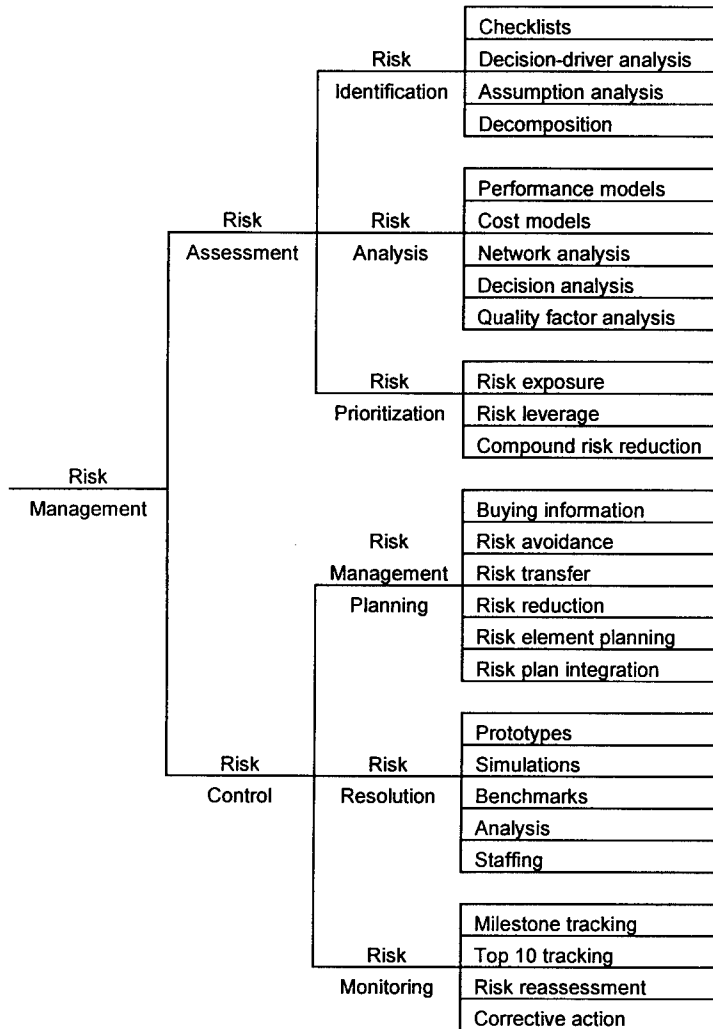 Checklists
Risk
Decision-driver analysis
Identification
Assumption analysis
Decomposition
Performance models
Risk
Risk
Cost models
Assessment
Analysis
Network analysis
Decision analysis
Quality factor analysis
Risk
Risk exposure
Prioritization
Risk leverage
Compound risk reduction
Risk
Management
Buying information
Risk
Risk avoidance
Management
Risk transfer
Planning
Risk reduction
Risk element planning
Risk plan integration
Prototypes
Risk
Risk
Simulations
Control
Resolution
Benchmarks
Analysis
Staffing
Milestone tracking
Risk
Top 10 tracking
Monitoring
Risk reassessment
Corrective action